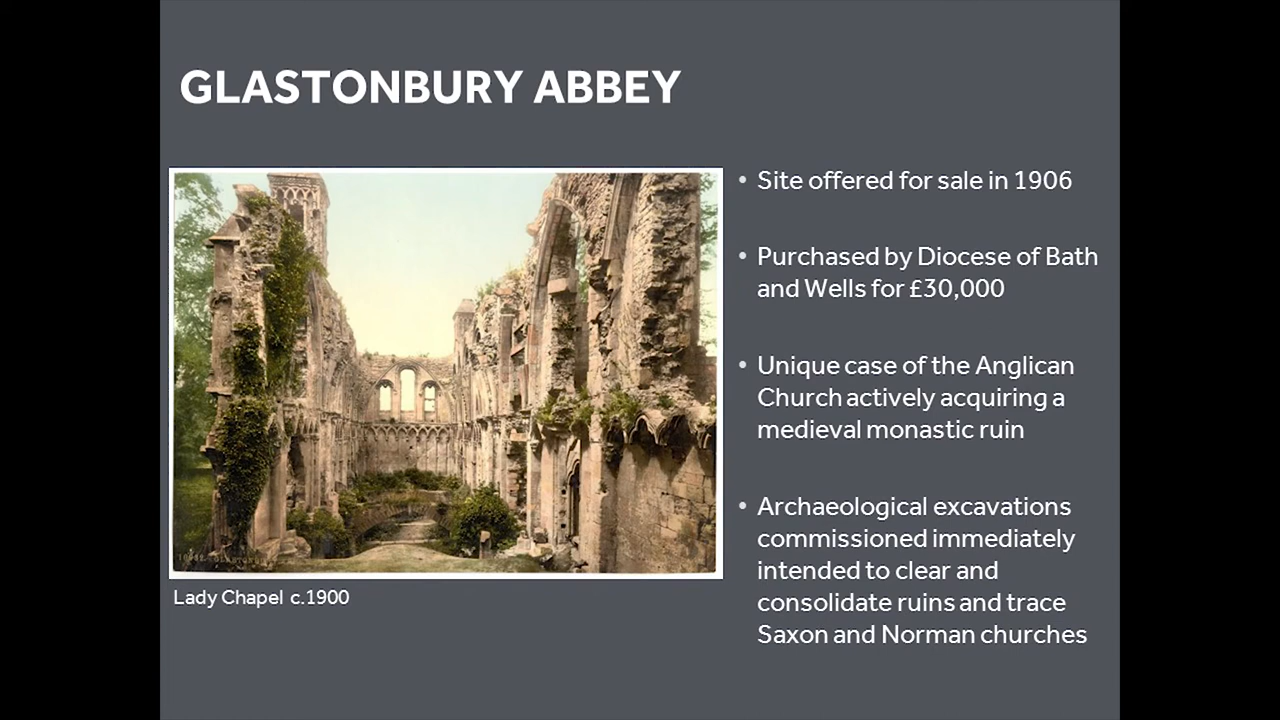 GLASTONBURY ABBEY
Site offered for sale in 1906
Purchased by Diocese of Bath
and Wells for £30,000
Unique case of the Anglican
Church actively acquiring a
medieval monastic ruin
Archaeological excavations
commissioned immediately
intended to clear and
consolidate ruins and trace
Saxon and Norman churches
Lady Chapel c.1900